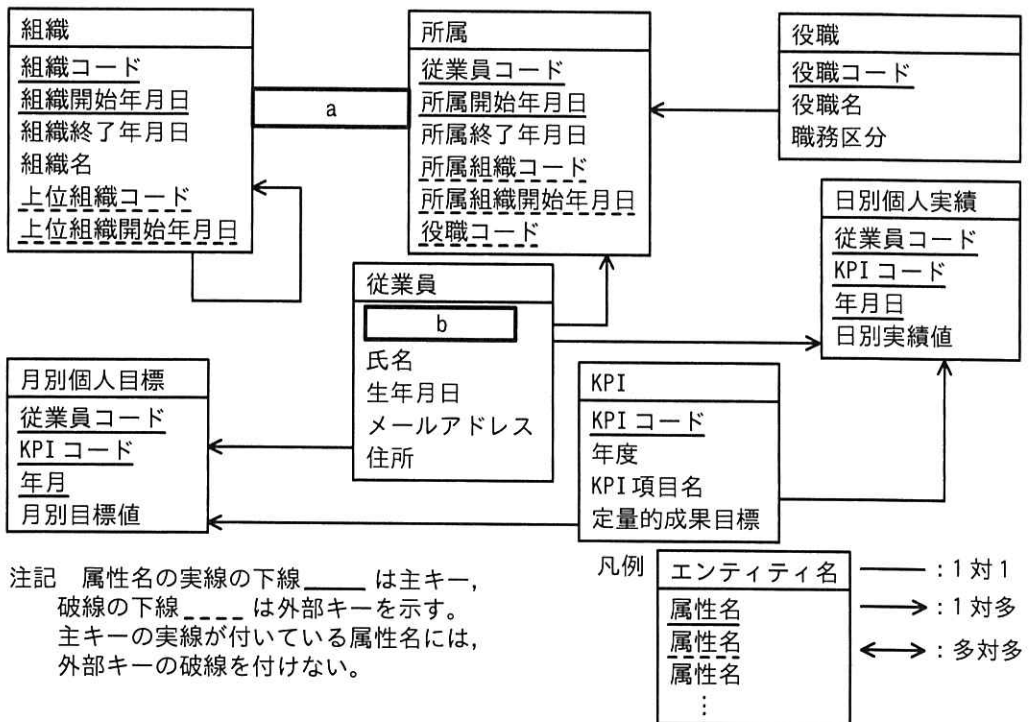 組織
組織コード
組織開始年月日
組織終了年月日
組織名
上位組織コード
上位組織開始年月日
a
所属
従業員コード
所属開始年月日
所属終了年月日
所属組織コード
所属組織開始年月日
役職コード
役職
役職コード
役職名
職務区分
日別個人実績
従業員コード
KPIコード
年月日
日別実績値
従業員
b
氏名
生年月日
メールアドレス
住所
月別個人目標
従業員コード
KPIコード
年月
月別目標値
KPI
KPIコード
年度
KPI項目名
定量的成果目標
注記 属性名の実線の下線____は主キー,
破線の下線____は外部キーを示す。
主キーの実線が付いている属性名には,
外部キーの破線を付けない。
凡例
エンティティ名
属性名
属性名
属性名
⋮
:1対1
:1対多
:多対多